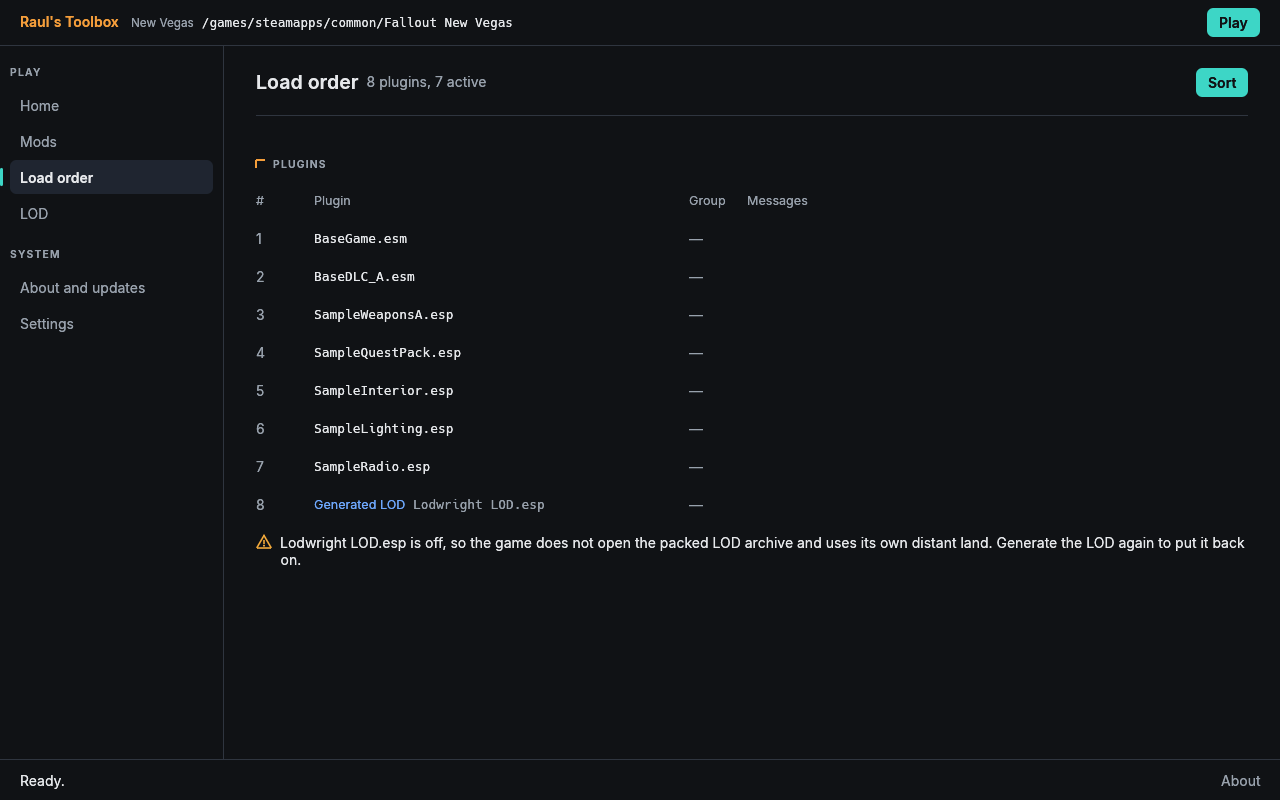 Raul's Toolbox New Vegas /games/steamapps/common/Fallout New Vegas Play
PLAY
Home
Mods
Load order
LOD
SYSTEM
About and updates
Settings
Load order 8 plugins, 7 active Sort
PLUGINS
# Plugin Group Messages
1 BaseGame.esm —
2 BaseDLC_A.esm —
3 SampleWeaponsA.esp —
4 SampleQuestPack.esp —
5 SampleInterior.esp —
6 SampleLighting.esp —
7 SampleRadio.esp —
8 Generated LOD Lodwright LOD.esp —
Lodwright LOD.esp is off, so the game does not open the packed LOD archive and uses its own distant land. Generate the LOD again to put it back
on.
Ready. About